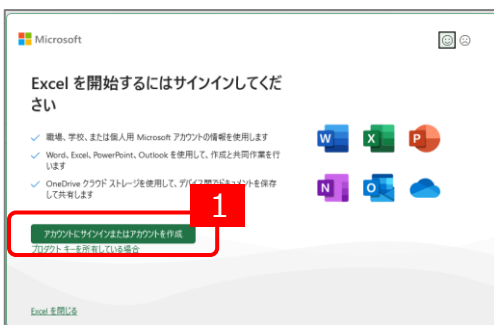 Microsoft
Excel を開始するにはサインインしてくだ
さい
職場、学校、または個人用 Microsoft アカウントの情報を使用します
Word、Excel、PowerPoint、Outlook を使用して、作成と共同作業を行
います
OneDrive クラウド ストレージを使用して、デバイス間でドキュメントを保存
して共有します
W
X
P
N
O
1
アカウントにサインインまたはアカウントを作成
プロダクト キーを所有している場合
Excel を閉じる